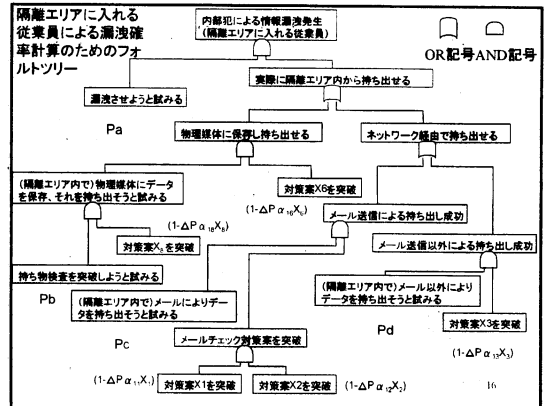 隔離エリアに入れる
従業員による漏洩確
率計算のためのフォ
ルトツリー
内部犯による情報漏洩発生
(隔離エリアに入れる従業員)
OR記号AND記号
漏洩させようと試みる
Pa
実際に隔離エリア内から持ち出せる
物理媒体に保存し持ち出せる
ネットワーク経由で持ち出せる
(隔離エリア内で)物理媒体にデータ
を保存、それを持ち出そうと試みる
対策案X6を突破
(1-ΔPα₁₆X₆)
メール送信による持ち出し成功
メール送信以外による持ち出し成功
(1-ΔPα₁₈X₈)
対策案X₈を突破
持ち物検査を突破しようと試みる
Pb
(隔離エリア内で)メールによりデー
タを持ち出そうと試みる
Pc
(隔離エリア内で)メール以外により
データを持ち出そうと試みる
Pd
対策案X3を突破
(1-ΔPα₁₃X₃)
メールチェック対策案を突破
(1-ΔPα₁₁X₁)
対策案X1を突破
対策案X2を突破
(1-ΔPα₁₂X₂)
16